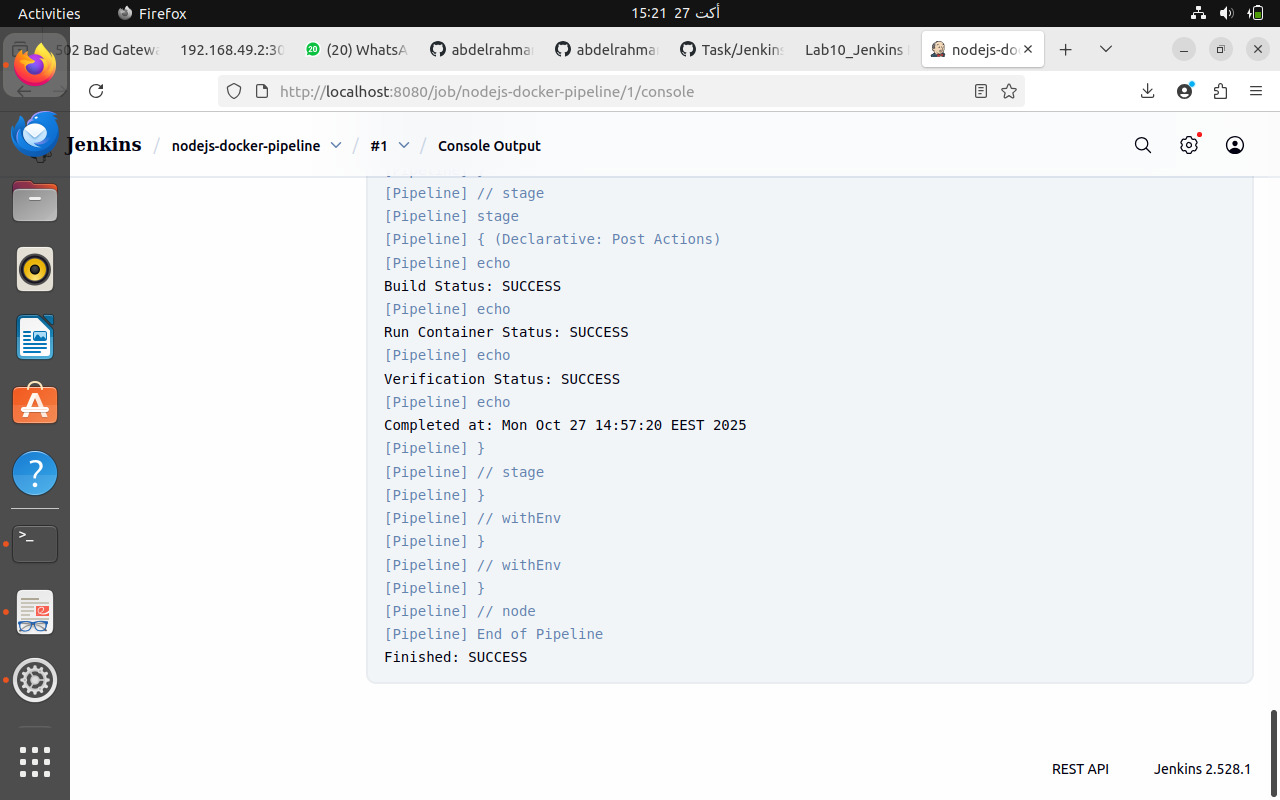 Activities
Firefox
15:21 27 أكت
502 Bad Gatewa
192.168.49.2:30
(20) WhatsA
abdelrahma
abdelrahma
Task/Jenkins
Lab10_Jenkins
nodejs-do
http://localhost:8080/job/nodejs-docker-pipeline/1/console
Jenkins / nodejs-docker-pipeline / #1 / Console Output
[Pipeline] // stage
[Pipeline] stage
[Pipeline] { (Declarative: Post Actions)
[Pipeline] echo
Build Status: SUCCESS
[Pipeline] echo
Run Container Status: SUCCESS
[Pipeline] echo
Verification Status: SUCCESS
[Pipeline] echo
Completed at: Mon Oct 27 14:57:20 EEST 2025
[Pipeline] }
[Pipeline] // stage
[Pipeline] }
[Pipeline] // withEnv
[Pipeline] }
[Pipeline] // withEnv
[Pipeline] }
[Pipeline] // node
[Pipeline] End of Pipeline
Finished: SUCCESS
REST API
Jenkins 2.528.1